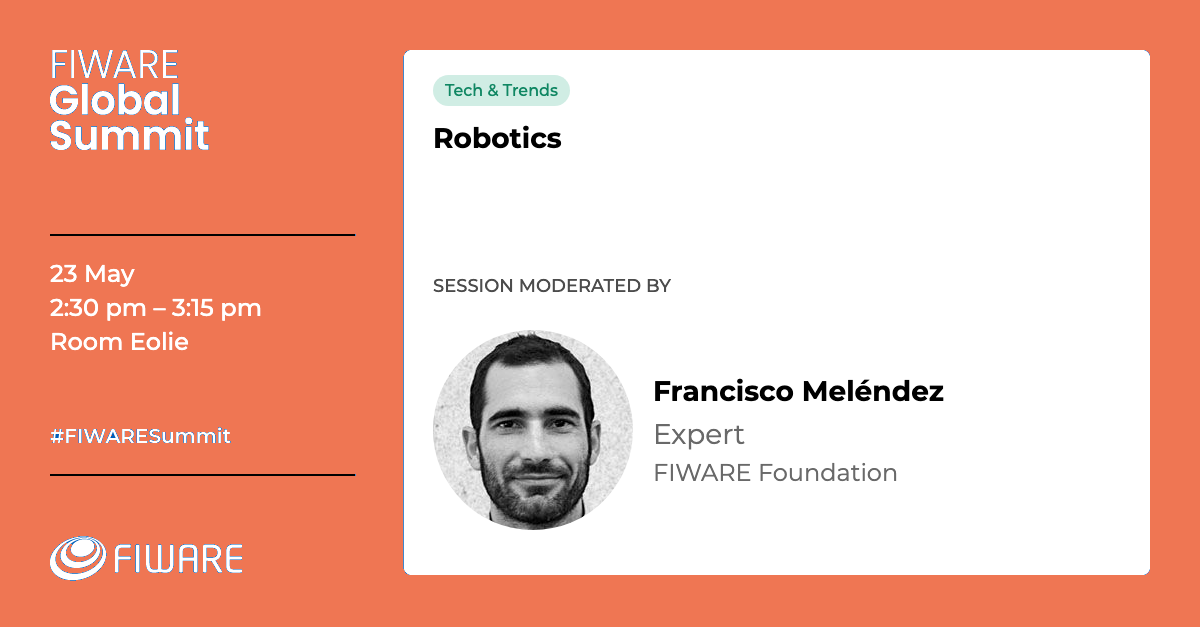 FIWARE
Global
Summit
23 May
2:30 pm – 3:15 pm
Room Eolie
#FIWARESummit
FIWARE
Tech & Trends
Robotics
SESSION MODERATED BY
Francisco Meléndez
Expert
FIWARE Foundation